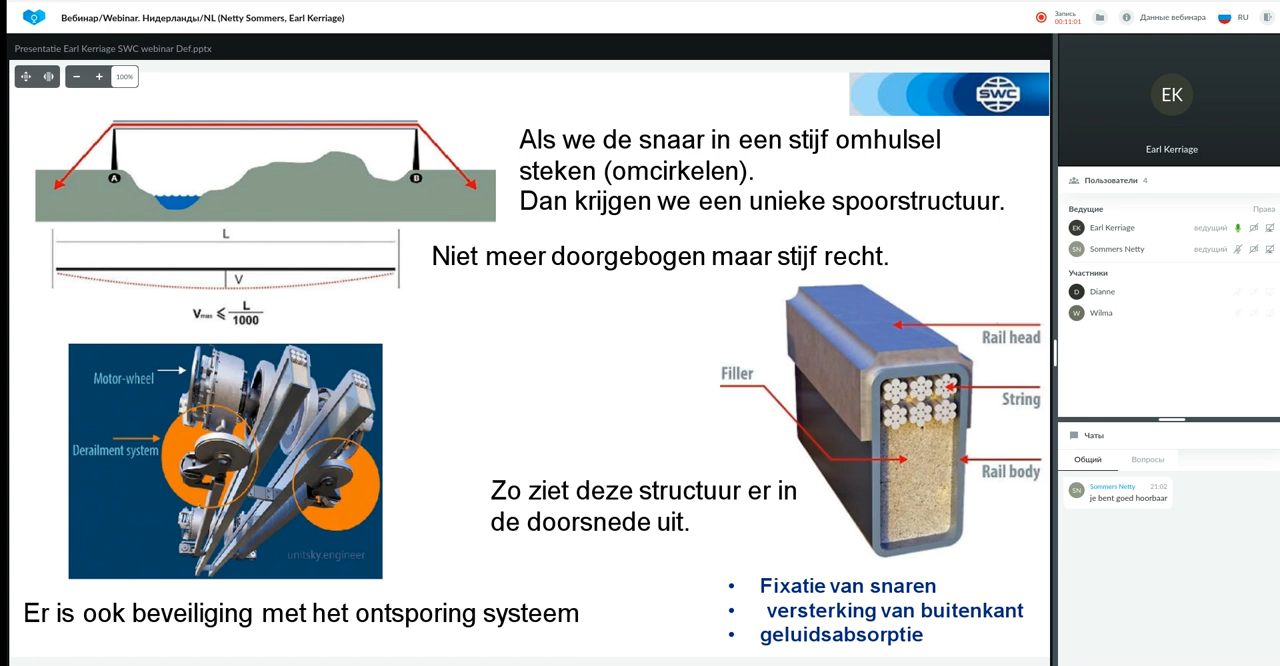 Вебинар/Webinar. Нидерланды/NL (Netty Sommers, Earl Kerriage)
Запись
00:11:01
Данные вебинара
RU
Presentatie Earl Kerriage SWC webinar Def.pptx
100%
SWC
Als we de snaar in een stijf omhulsel
steken (omcirkelen).
Dan krijgen we een unieke spoorstructuur.
A
B
L
V
Vmax ⩽ L
1000
Niet meer doorgebogen maar stijf recht.
Rail head
Filler
String
Rail body
Motor-wheel
Derailment system
unitsky.engineer
Zo ziet deze structuur er in
de doorsnede uit.
Er is ook beveiliging met het ontsporing systeem
• Fixatie van snaren
• versterking van buitenkant
• geluidsabsorptie
EK
Earl Kerriage
Пользователи 4
Ведущие Права
EK Earl Kerriage ведущий
SN Sommers Netty ведущий
Участники
D Dianne
W Wilma
Чаты
Общий Вопросы
SN Sommers Netty 21:02
je bent goed hoorbaar